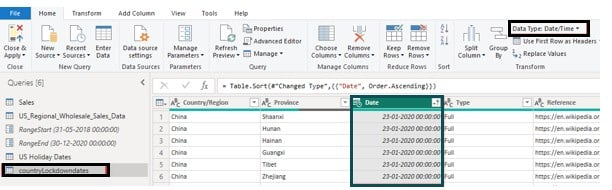 File
Home
Transform
Add Column
View
Tools
Help
Close &
Apply
Close
New
Source
Recent
Sources
Enter
Data
New Query
Data source
settings
Data Sources
Manage
Parameters
Parameters
Refresh
Preview
Properties
Advanced Editor
Manage
Query
Choose
Columns
Remove
Columns
Manage Columns
Keep
Rows
Remove
Rows
Reduce Rows
Sort
Split
Column
Group
By
Data Type: Date/Time
Use First Row as Headers
Replace Values
Transform
Queries [6]
Sales
US_Regional_Wholesale_Sales_Data
RangeStart (31-05-2018 00:00:00)
RangeEnd (30-12-2020 00:00:00)
US Holiday Dates
countryLockdowndates
= Table.Sort(#"Changed Type",{{"Date", Order.Ascending}})
Country/Region
Province
Date
Type
Reference
1 China Shaanxi 23-01-2020 00:00:00 Full https://en.wikipedia.or
2 China Hunan 23-01-2020 00:00:00 Full https://en.wikipedia.or
3 China Hainan 23-01-2020 00:00:00 Full https://en.wikipedia.or
4 China Guangxi 23-01-2020 00:00:00 Full https://en.wikipedia.or
5 China Tibet 23-01-2020 00:00:00 Full https://en.wikipedia.or
6 China Zhejiang 23-01-2020 00:00:00 Full https://en.wikipedia.or